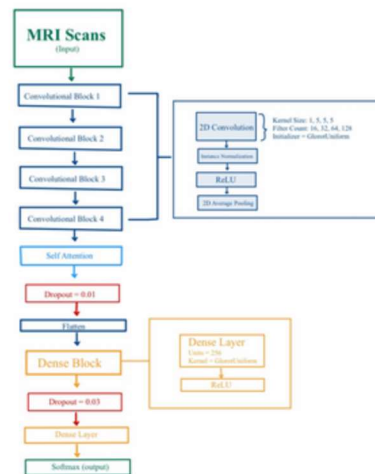 MRI Scans
(Input)
Convolutional Block 1
Convolutional Block 2
Convolutional Block 3
Convolutional Block 4
2D Convolution
Kernel Size: 1, 5, 5, 5
Filter Count: 16, 32, 64, 128
Initializer = GlorotUniform
Instance Normalization
ReLU
2D Average Pooling
Self Attention
Dropout = 0.01
Flatten
Dense Block
Dense Layer
Units = 256
Kernel = GlorotUniform
ReLU
Dropout = 0.03
Dense Layer
Softmax (output)